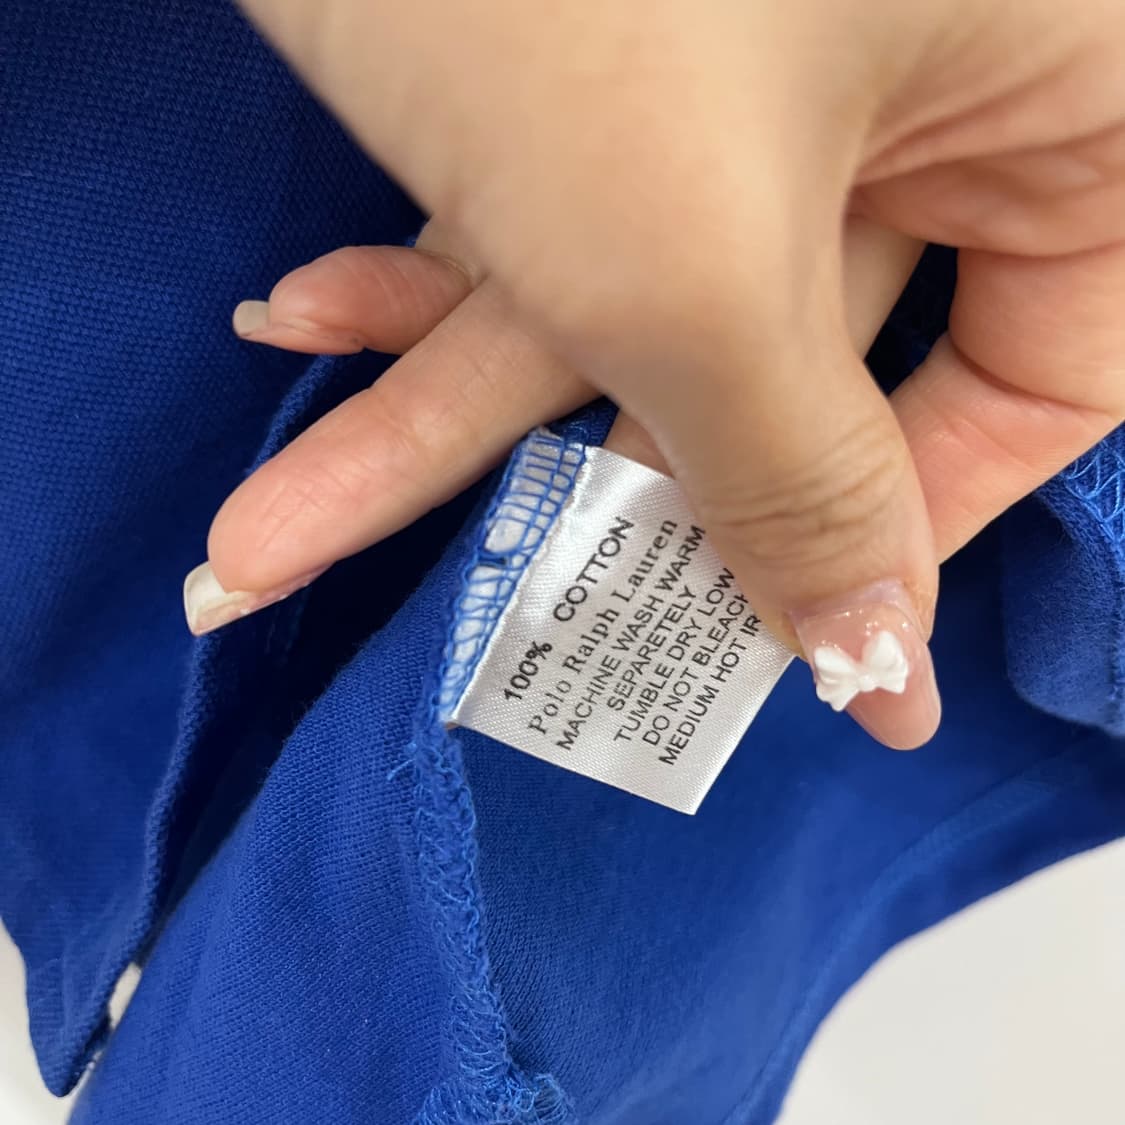 100% COTTON
Polo Ralph Lauren
MACHINE WASH WARM
SEPARETELY
TUMBLE DRY LOW
DO NOT BLEACH
MEDIUM HOT